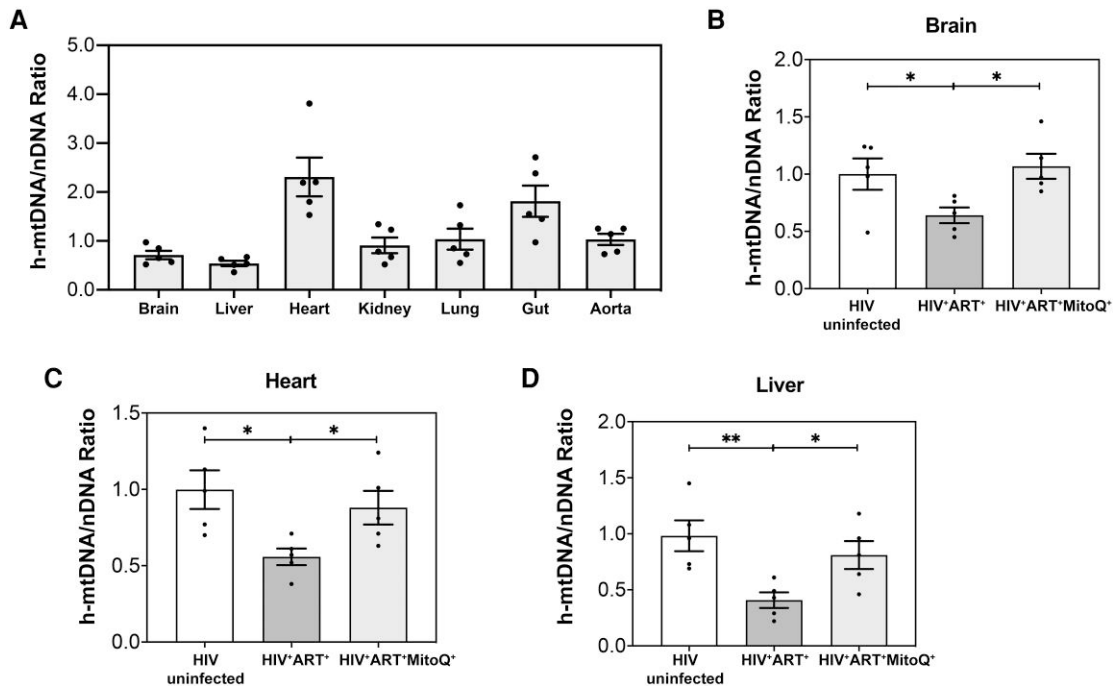 A
h-mtDNA/nDNA Ratio
5.0
4.0
3.0
2.0
1.0
0.0
Brain Liver Heart Kidney Lung Gut Aorta
B
Brain
h-mtDNA/nDNA Ratio
2.0
1.5
1.0
0.5
0.0
* *
HIV uninfected
HIV⁺ART⁺
HIV⁺ART⁺MitoQ⁺
C
Heart
h-mtDNA/nDNA Ratio
1.5
1.0
0.5
0.0
* *
HIV uninfected
HIV⁺ART⁺
HIV⁺ART⁺MitoQ⁺
D
Liver
h-mtDNA/nDNA Ratio
2.0
1.5
1.0
0.5
0.0
** *
HIV uninfected
HIV⁺ART⁺
HIV⁺ART⁺MitoQ⁺